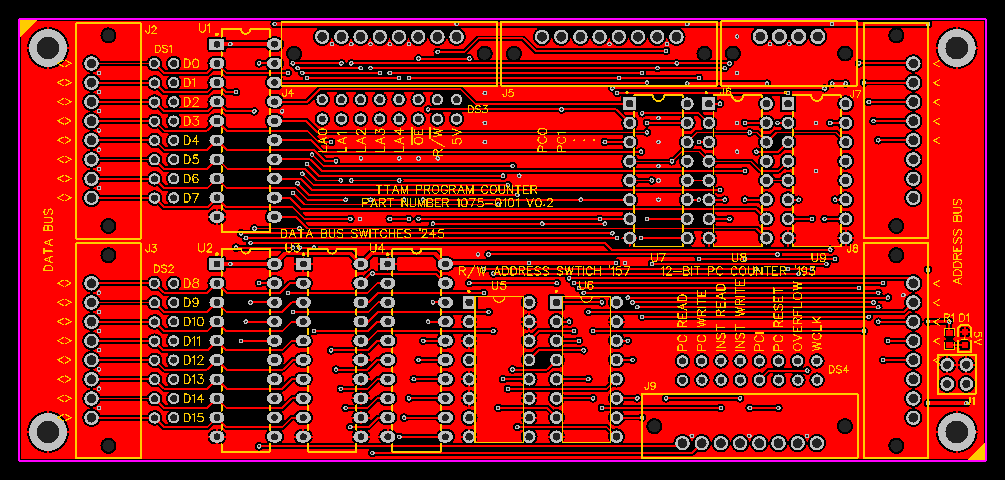 J2
U1
DS1
D0
D1
D2
D3
D4
D5
D6
D7
J4
J5
J7
DS3
LA0
LA1
LA2
LA3
LA4
OE
R/W
5V
PC0
PC1
TTAM PROGRAM COUNTER
PART NUMBER 1075-0101 V0.2
DATA BUS SWITCHES '245
DATA BUS
ADDRESS BUS
J3
U2
U3
U4
U7
U8
U9
J6
R/W ADDRESS SWTICH '157
12-BIT PC COUNTER '193
DS2
D8
D9
D10
D11
D12
D13
D14
D15
U5
U6
PC READ
PC WRITE
INST READ
INST WRITE
PC1
PC RESET
OVERFLOW
WCLK
DS4
J9
R1 D1
5V
J1